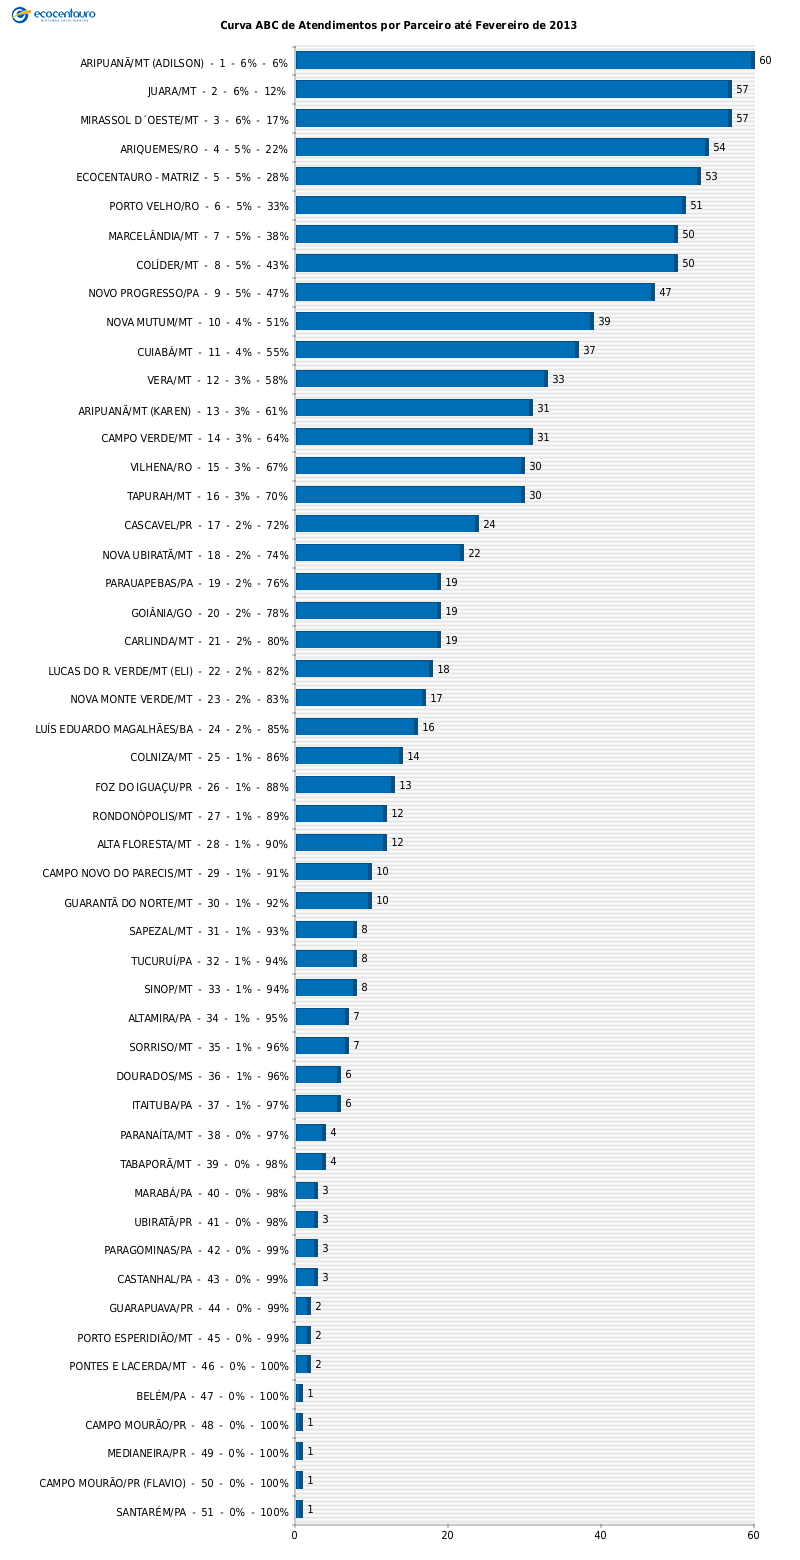 ecocentauro
Curva ABC de Atendimentos por Parceiro até Fevereiro de 2013
ARIPUANÃ/MT (ADILSON) - 1 - 6% - 6% 60
JUARA/MT - 2 - 6% - 12% 57
MIRASSOL D´OESTE/MT - 3 - 6% - 17% 57
ARIQUEMES/RO - 4 - 5% - 22% 54
ECOCENTAURO - MATRIZ - 5 - 5% - 28% 53
PORTO VELHO/RO - 6 - 5% - 33% 51
MARCELÂNDIA/MT - 7 - 5% - 38% 50
COLÍDER/MT - 8 - 5% - 43% 50
NOVO PROGRESSO/PA - 9 - 5% - 47% 47
NOVA MUTUM/MT - 10 - 4% - 51% 39
CUIABÁ/MT - 11 - 4% - 55% 37
VERA/MT - 12 - 3% - 58% 33
ARIPUANÃ/MT (KAREN) - 13 - 3% - 61% 31
CAMPO VERDE/MT - 14 - 3% - 64% 31
VILHENA/RO - 15 - 3% - 67% 30
TAPURAH/MT - 16 - 3% - 70% 30
CASCAVEL/PR - 17 - 2% - 72% 24
NOVA UBIRATÃ/MT - 18 - 2% - 74% 22
PARAUAPEBAS/PA - 19 - 2% - 76% 19
GOIÂNIA/GO - 20 - 2% - 78% 19
CARLINDA/MT - 21 - 2% - 80% 19
LUCAS DO R. VERDE/MT (ELI) - 22 - 2% - 82% 18
NOVA MONTE VERDE/MT - 23 - 2% - 83% 17
LUÍS EDUARDO MAGALHÃES/BA - 24 - 2% - 85% 16
COLNIZA/MT - 25 - 1% - 86% 14
FOZ DO IGUAÇU/PR - 26 - 1% - 88% 13
RONDONÓPOLIS/MT - 27 - 1% - 89% 12
ALTA FLORESTA/MT - 28 - 1% - 90% 12
CAMPO NOVO DO PARECIS/MT - 29 - 1% - 91% 10
GUARANTÃ DO NORTE/MT - 30 - 1% - 92% 10
SAPEZAL/MT - 31 - 1% - 93% 8
TUCURUÍ/PA - 32 - 1% - 94% 8
SINOP/MT - 33 - 1% - 94% 8
ALTAMIRA/PA - 34 - 1% - 95% 7
SORRISO/MT - 35 - 1% - 96% 7
DOURADOS/MS - 36 - 1% - 96% 6
ITAITUBA/PA - 37 - 1% - 97% 6
PARANAÍTA/MT - 38 - 0% - 97% 4
TABAPORÃ/MT - 39 - 0% - 98% 4
MARABÁ/PA - 40 - 0% - 98% 3
UBIRATÃ/PR - 41 - 0% - 98% 3
PARAGOMINAS/PA - 42 - 0% - 99% 3
CASTANHAL/PA - 43 - 0% - 99% 3
GUARAPUAVA/PR - 44 - 0% - 99% 2
PORTO ESPERIDIÃO/MT - 45 - 0% - 99% 2
PONTES E LACERDA/MT - 46 - 0% - 100% 2
BELÉM/PA - 47 - 0% - 100% 1
CAMPO MOURÃO/PR - 48 - 0% - 100% 1
MEDIANEIRA/PR - 49 - 0% - 100% 1
CAMPO MOURÃO/PR (FLAVIO) - 50 - 0% - 100% 1
SANTARÉM/PA - 51 - 0% - 100% 1
0 20 40 60